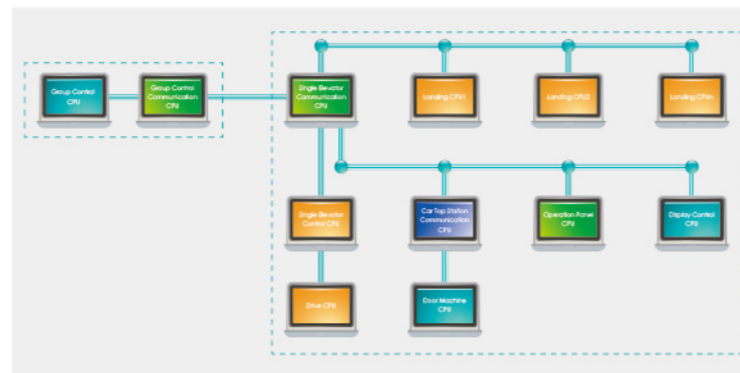 Group Control
CPU
Group Control
Communication
CPU
Single Elevator
Communication
CPU
Landing CPU1
Landing CPU2
Landing CPUn
Single Elevator
Control CPU
Car Top Station
Communication
CPU
Operation Panel
CPU
Display Control
CPU
Drive CPU
Door Machine
CPU